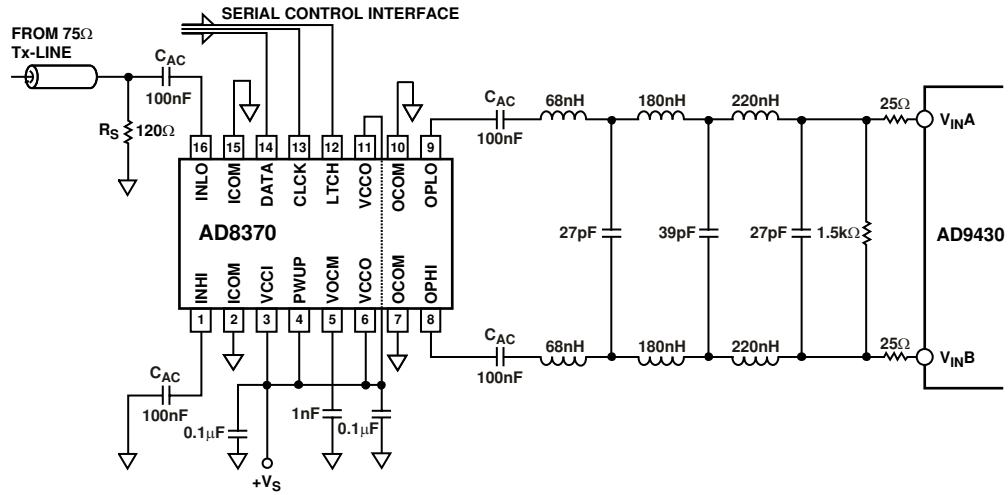 SERIAL CONTROL INTERFACE
FROM 75Ω
Tx-LINE
CAC
100nF
RS 120Ω
16 15 14 13 12 11 10 9
INLO ICOM DATA CLCK LTCH VCCO OCOM OPLO
AD8370
INHI ICOM VCCI PWUP VOCM VCCO OCOM OPHI
1 2 3 4 5 6 7 8
CAC
100nF
0.1μF
1nF
0.1μF
+VS
CAC
100nF
68nH 180nH 220nH
25Ω
VINA
27pF 39pF 27pF 1.5kΩ
AD9430
CAC
100nF
68nH 180nH 220nH
25Ω
VINB